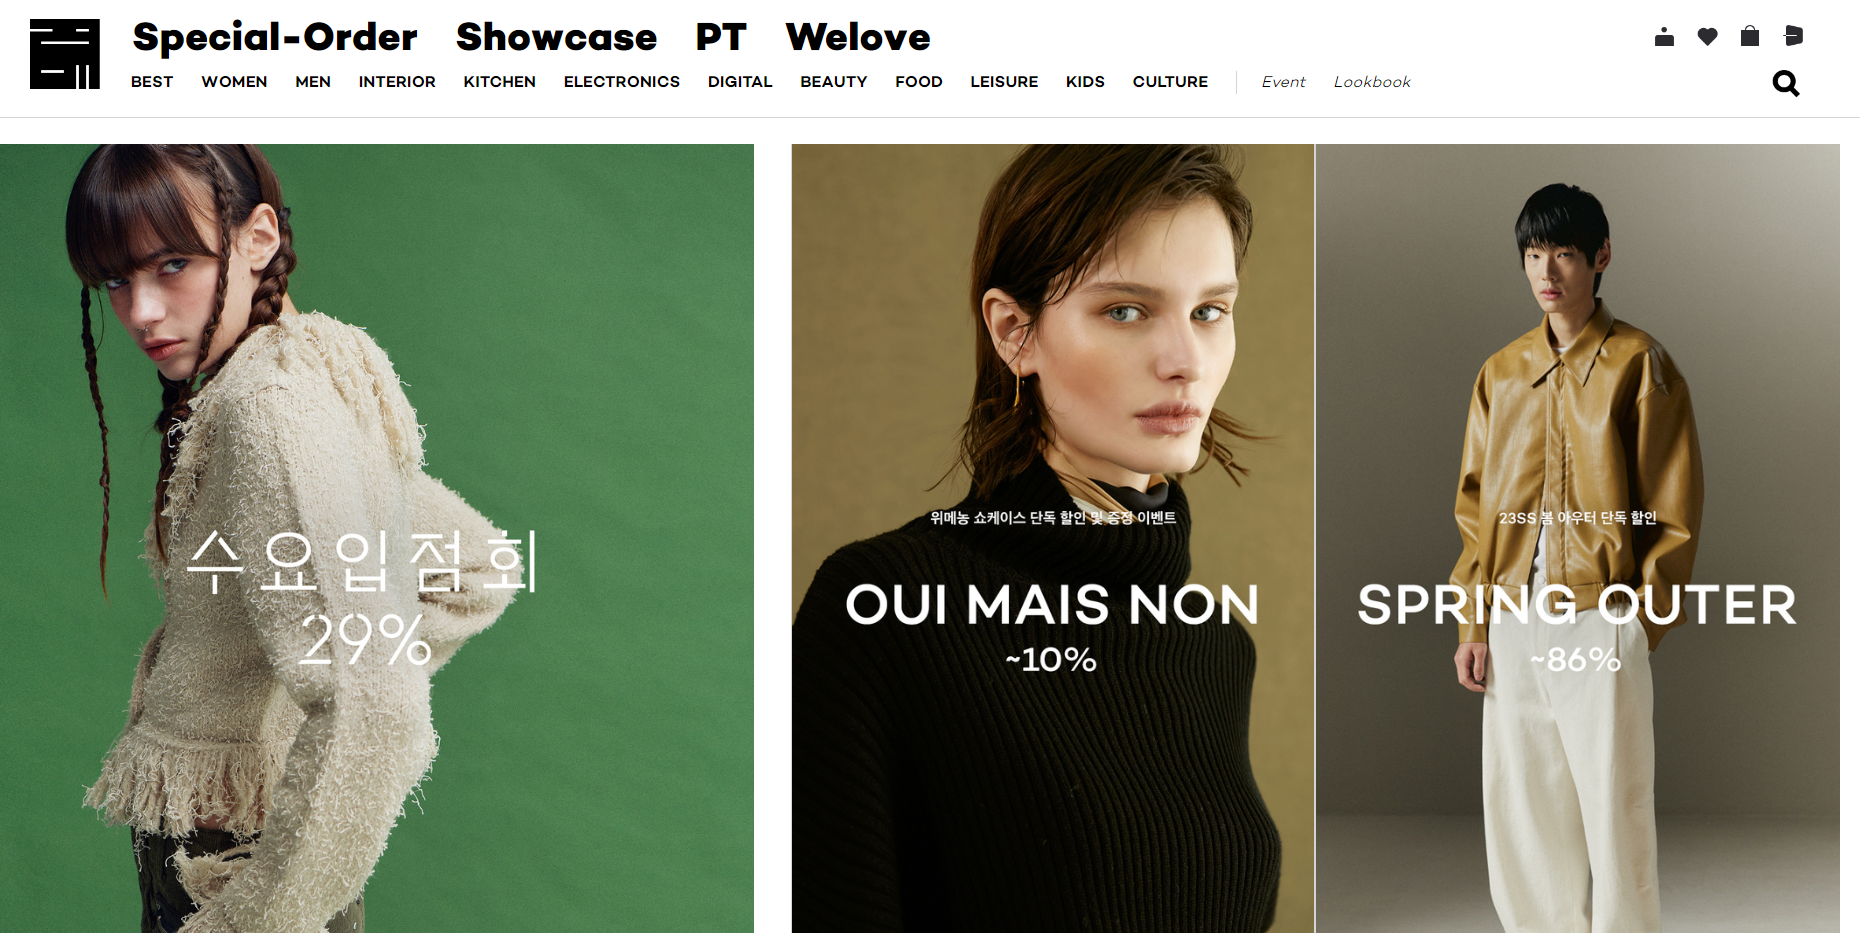 Special-Order Showcase PT Welove
BEST WOMEN MEN INTERIOR KITCHEN ELECTRONICS DIGITAL BEAUTY FOOD LEISURE KIDS CULTURE Event Lookbook
수요입점회
29%
위메농 쇼케이스 단독 할인 및 증정 이벤트
OUI MAIS NON
~10%
23SS 봄 아우터 단독 할인
SPRING OUTER
~86%